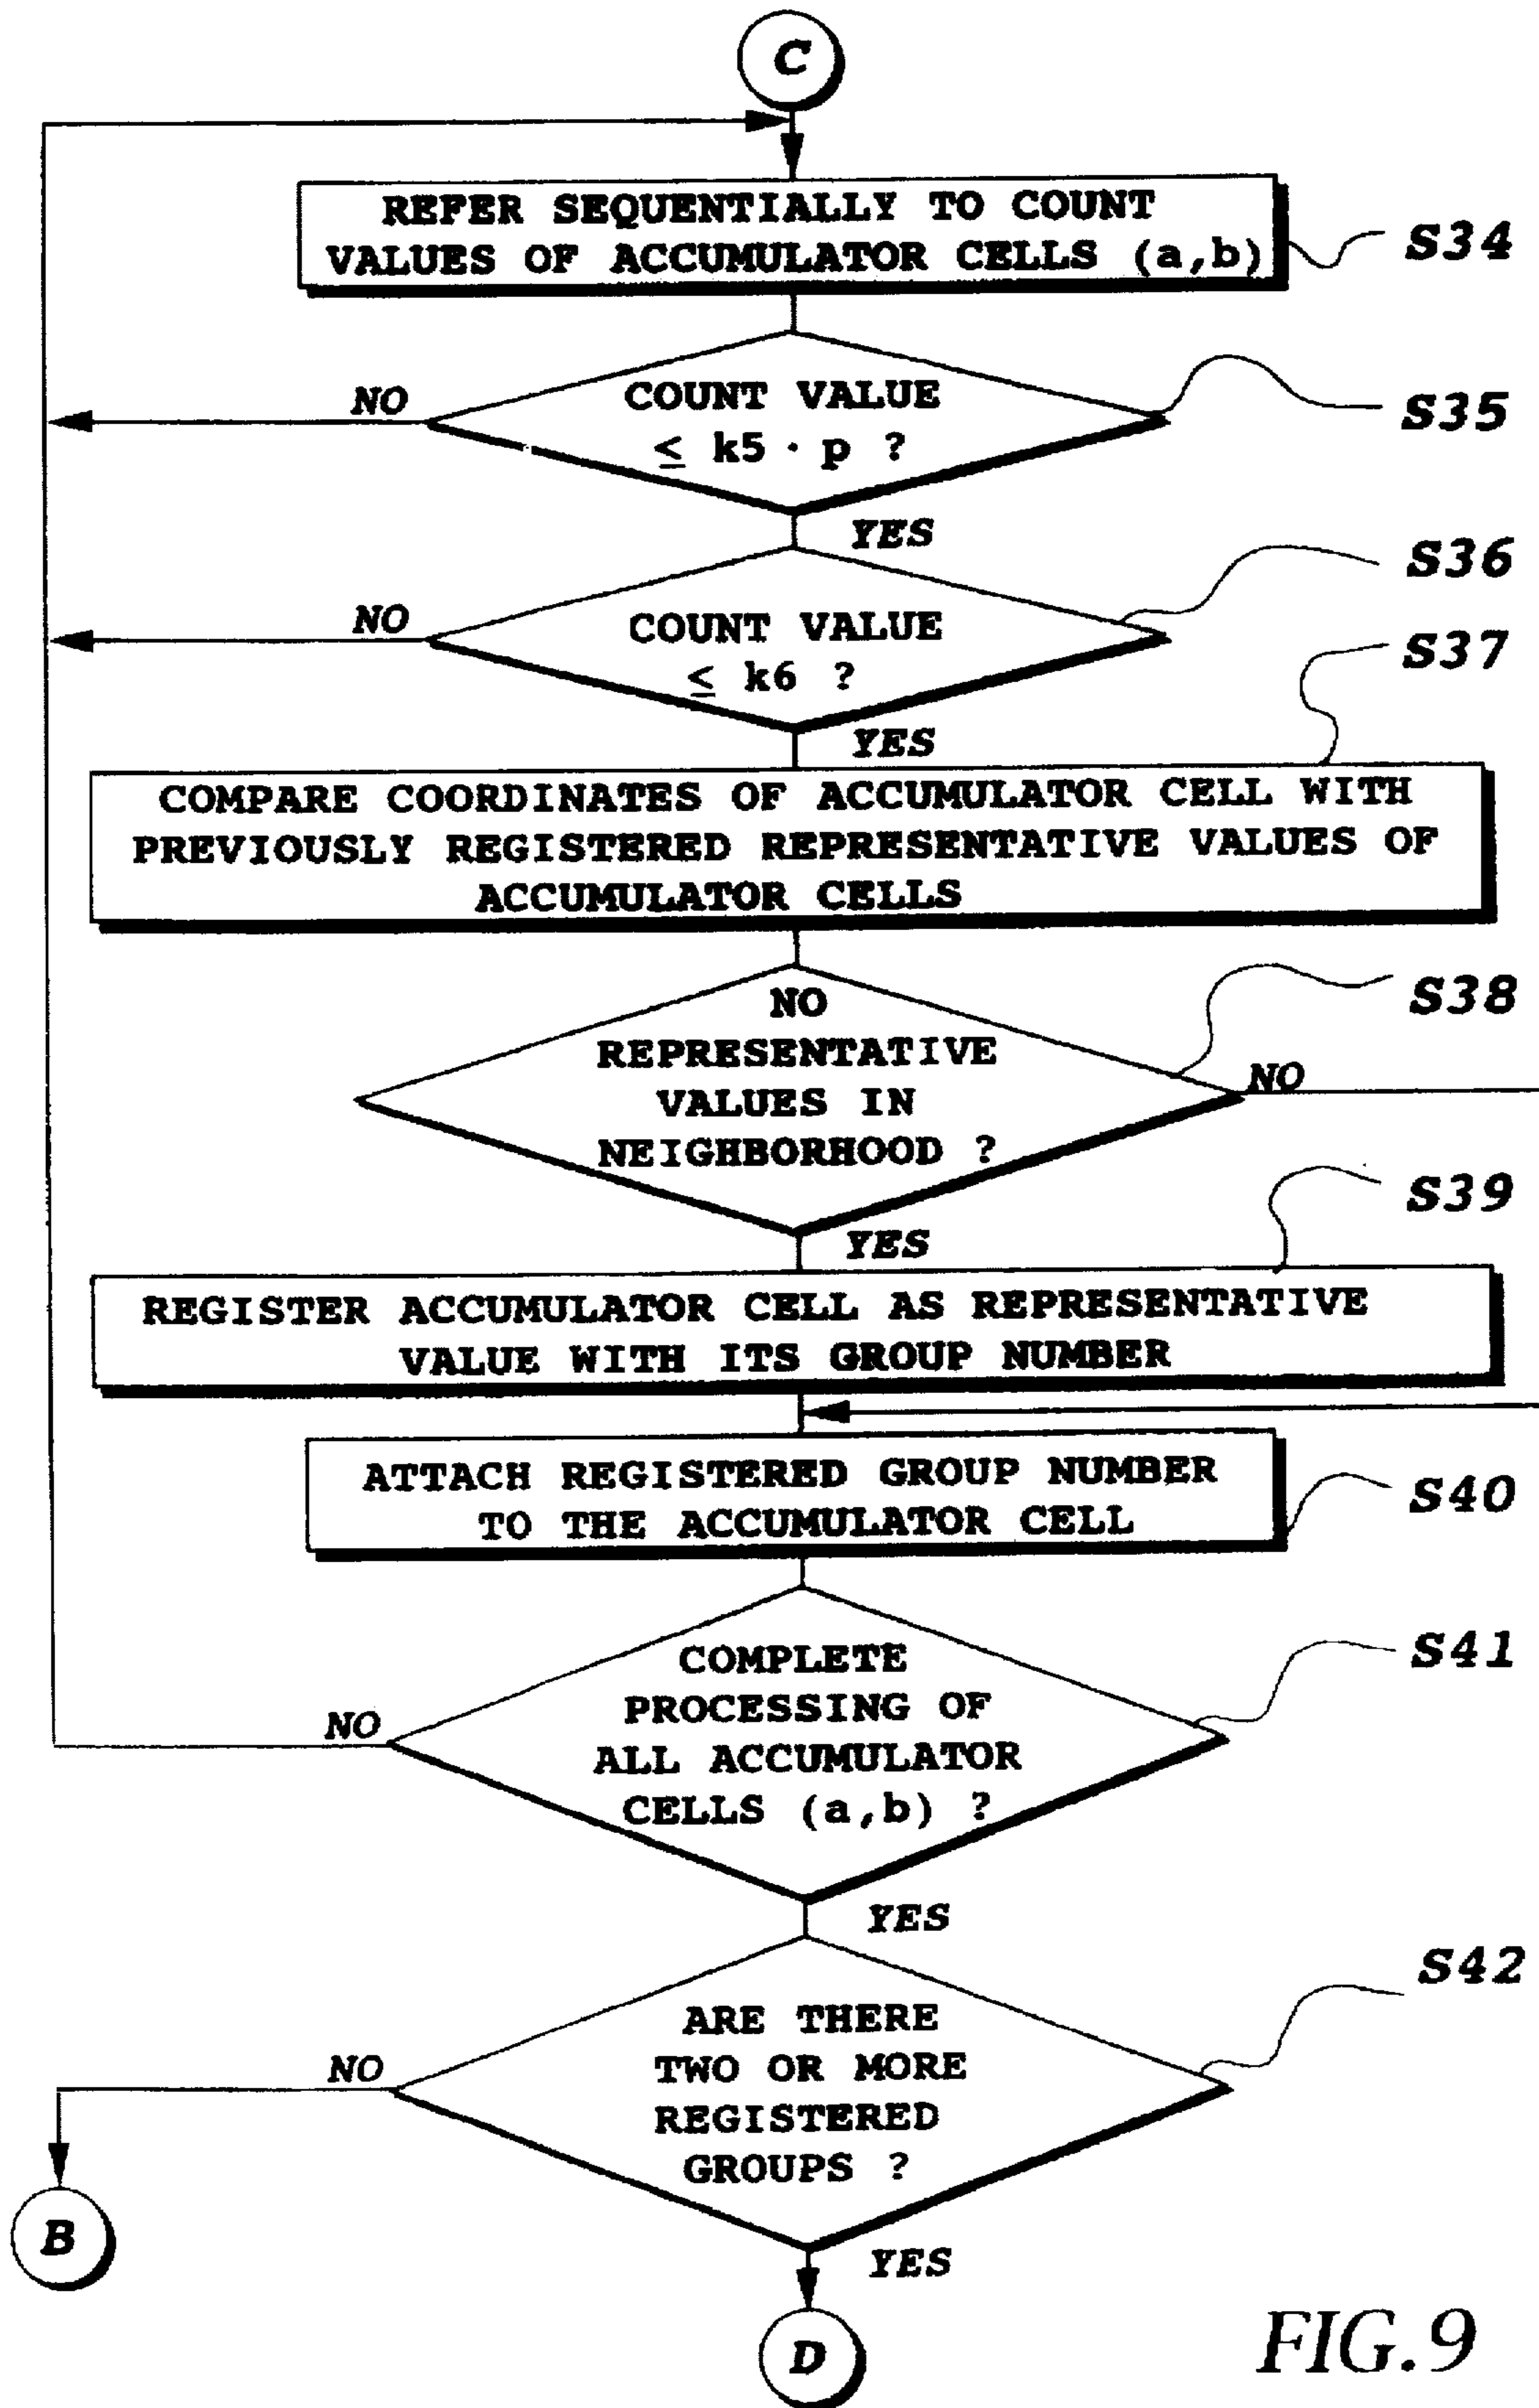 C
REFER SEQUENTIALLY TO COUNT
VALUES OF ACCUMULATOR CELLS (a,b)
S34
COUNT VALUE
≤ k5 · p ?
NO
S35
YES
COUNT VALUE
≤ k6 ?
NO
S36
YES
S37
COMPARE COORDINATES OF ACCUMULATOR CELL WITH
PREVIOUSLY REGISTERED REPRESENTATIVE VALUES OF
ACCUMULATOR CELLS
NO
REPRESENTATIVE
VALUES IN
NEIGHBORHOOD ?
S38
NO
YES
S39
REGISTER ACCUMULATOR CELL AS REPRESENTATIVE
VALUE WITH ITS GROUP NUMBER
ATTACH REGISTERED GROUP NUMBER
TO THE ACCUMULATOR CELL
S40
COMPLETE
PROCESSING OF
ALL ACCUMULATOR
CELLS (a,b) ?
S41
NO
YES
ARE THERE
TWO OR MORE
REGISTERED
GROUPS ?
S42
NO
B
YES
D
FIG.9